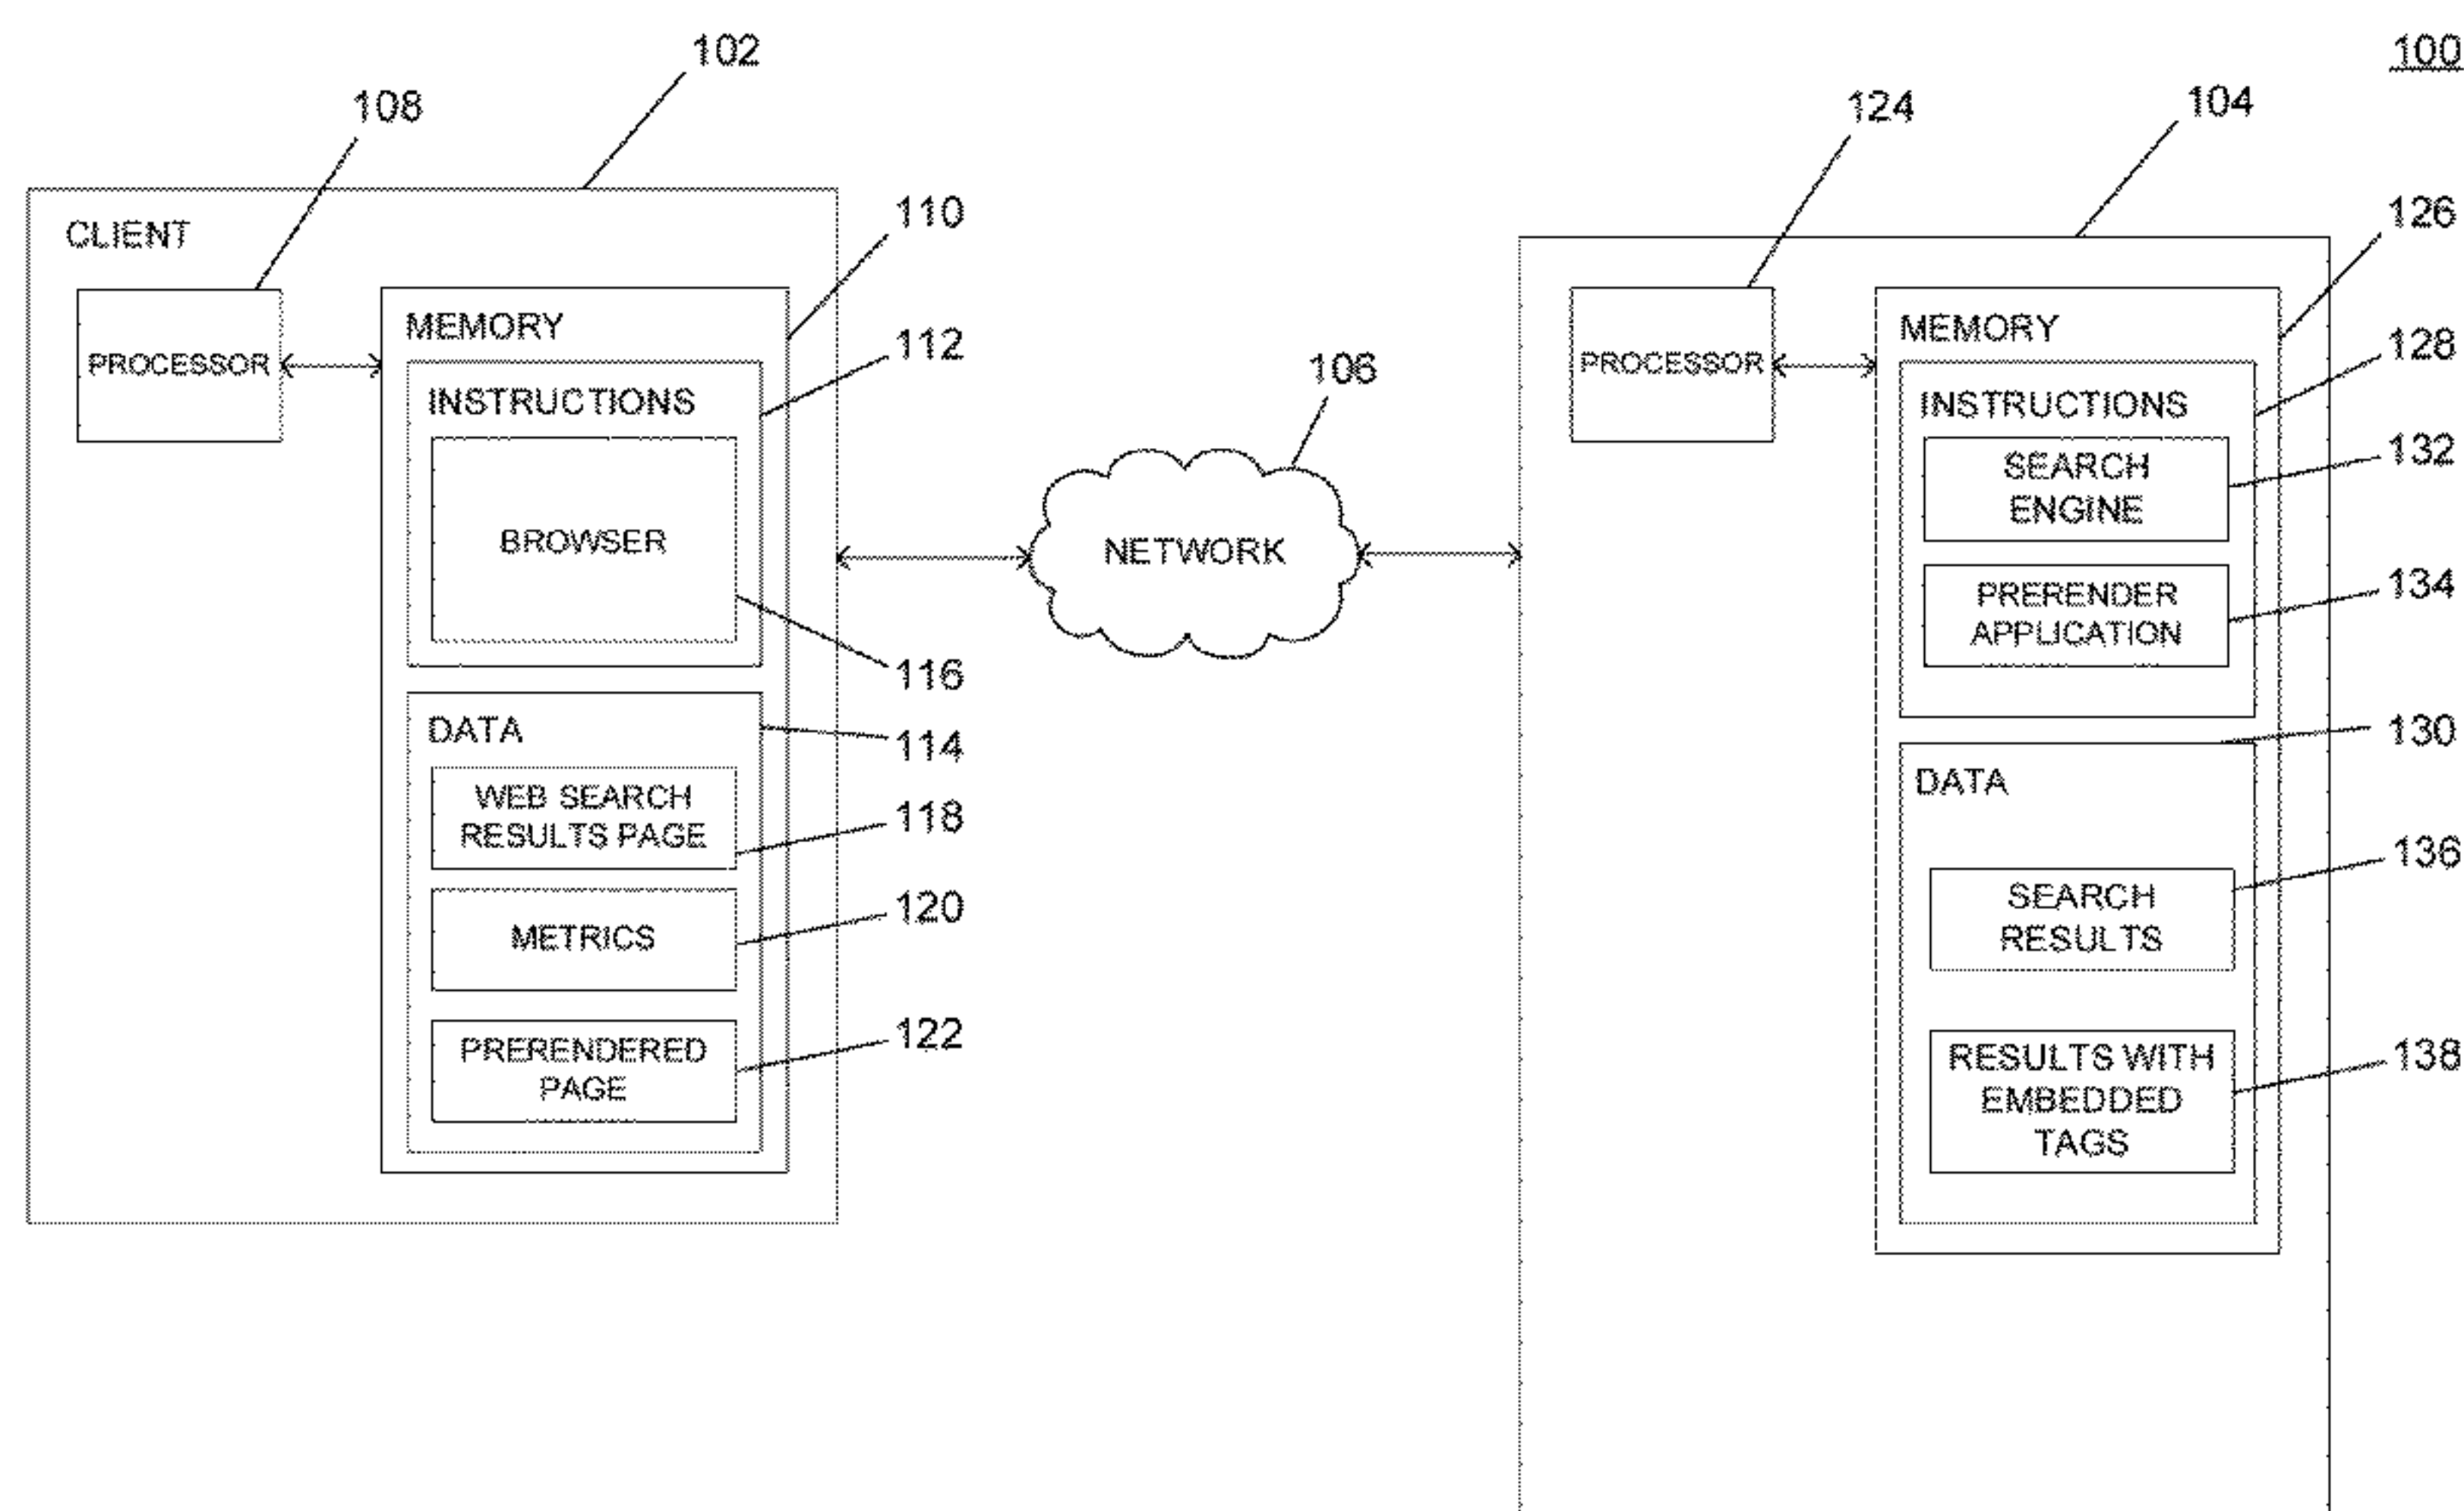 100
102
108
104
124
CLIENT
110
126
PROCESSOR
MEMORY
112
INSTRUCTIONS
BROWSER
116
DATA
114
WEB SEARCH
RESULTS PAGE
118
METRICS
120
PRERENDERED
PAGE
122
106
NETWORK
PROCESSOR
MEMORY
128
INSTRUCTIONS
SEARCH
ENGINE
132
PRERENDER
APPLICATION
134
130
DATA
SEARCH
RESULTS
136
RESULTS WITH
EMBEDDED
TAGS
138